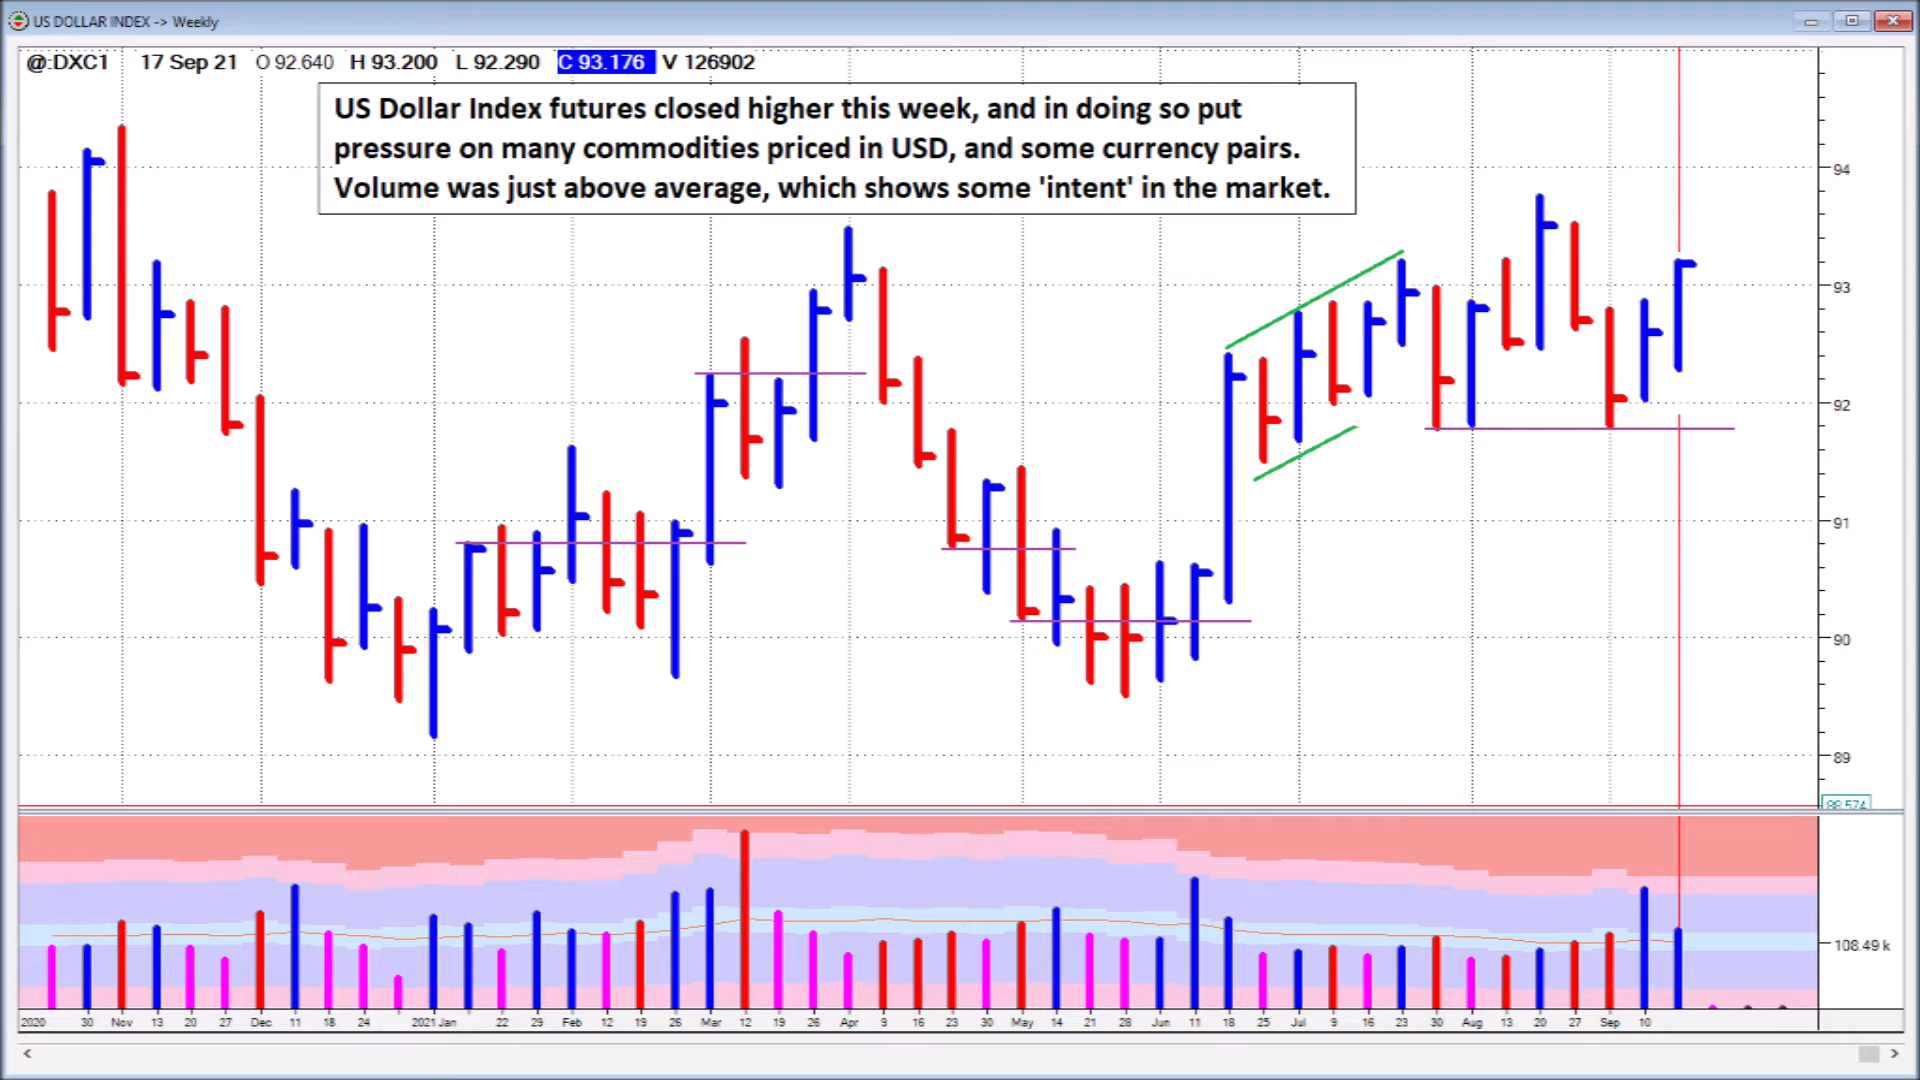 US DOLLAR INDEX -> Weekly
@:DXC1 17 Sep 21 O 92.640 H 93.200 L 92.290 C 93.176 V 126902
US Dollar Index futures closed higher this week, and in doing so put
pressure on many commodities priced in USD, and some currency pairs.
Volume was just above average, which shows some 'intent' in the market.
94
93
92
91
90
89
88.574
108.49 k
2020 30 Nov 13 20 27 Dec 11 18 24 2021 Jan 22 29 Feb 12 19 26 Mar 12 19 26 Apr 9 16 23 30 May 14 21 28 Jun 11 18 25 Jul 9 16 23 30 Aug 13 20 27 Sep 10